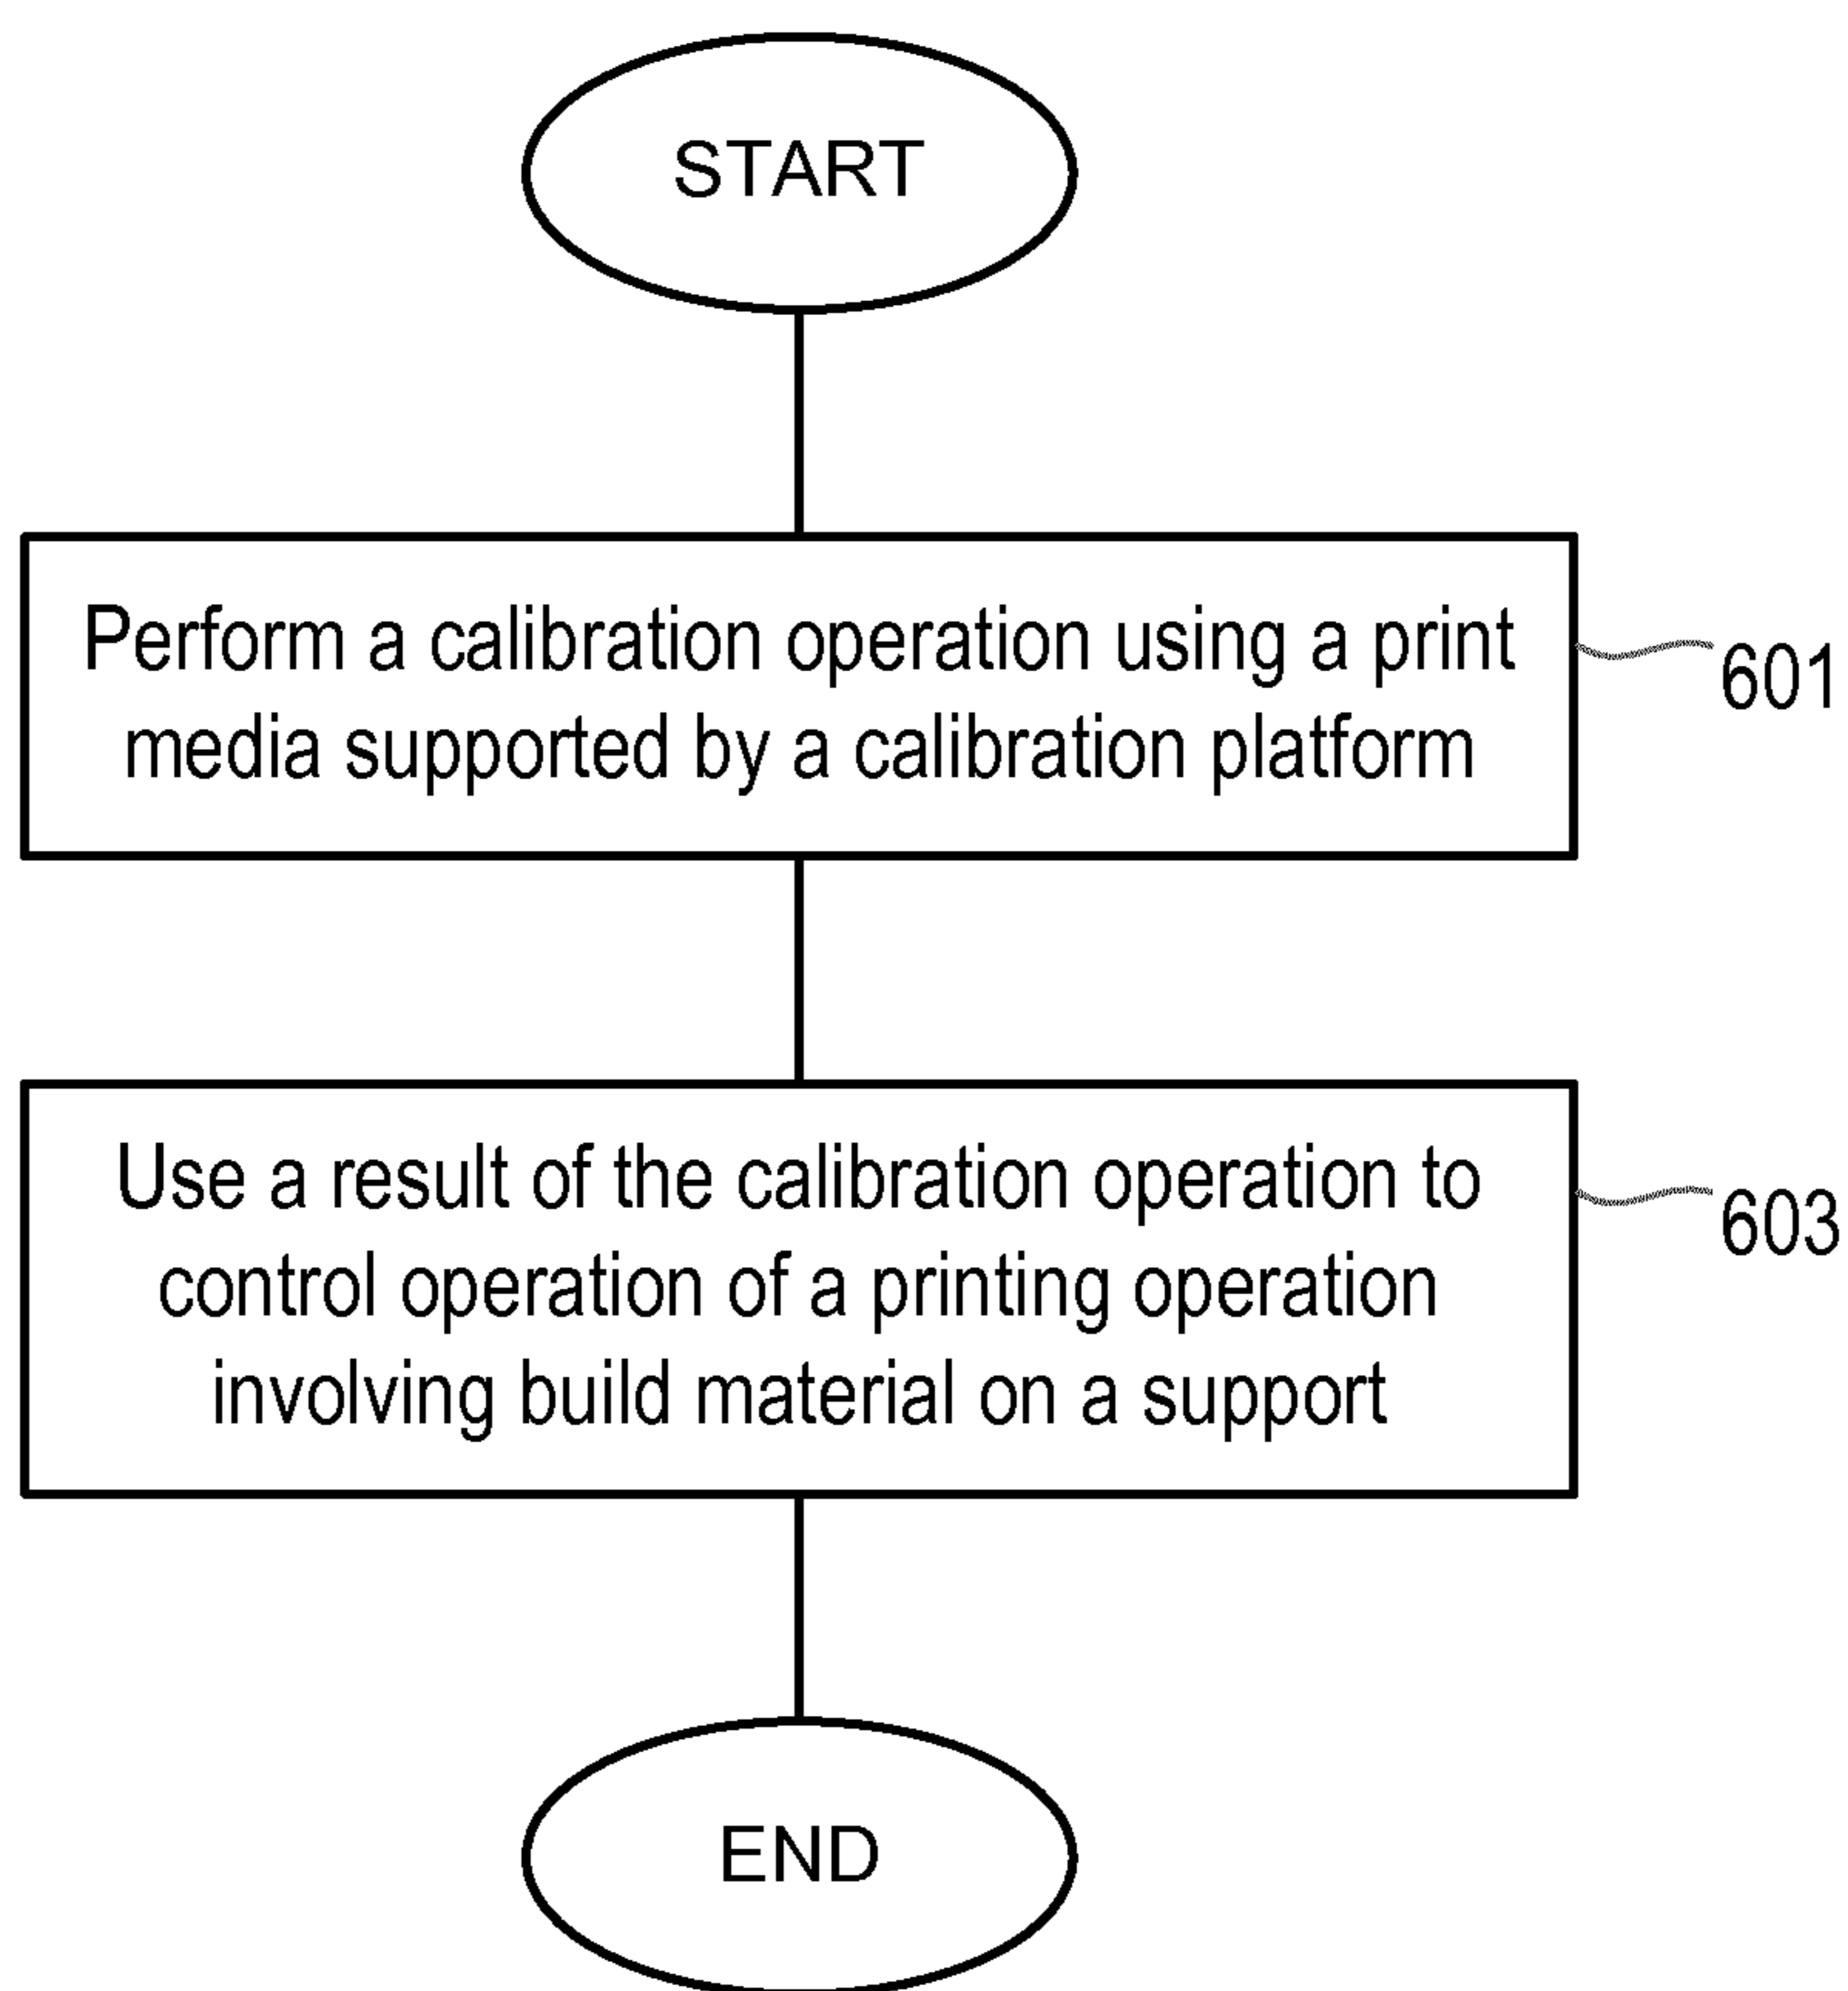 START
Perform a calibration operation using a print
media supported by a calibration platform
601
Use a result of the calibration operation to
control operation of a printing operation
involving build material on a support
603
END